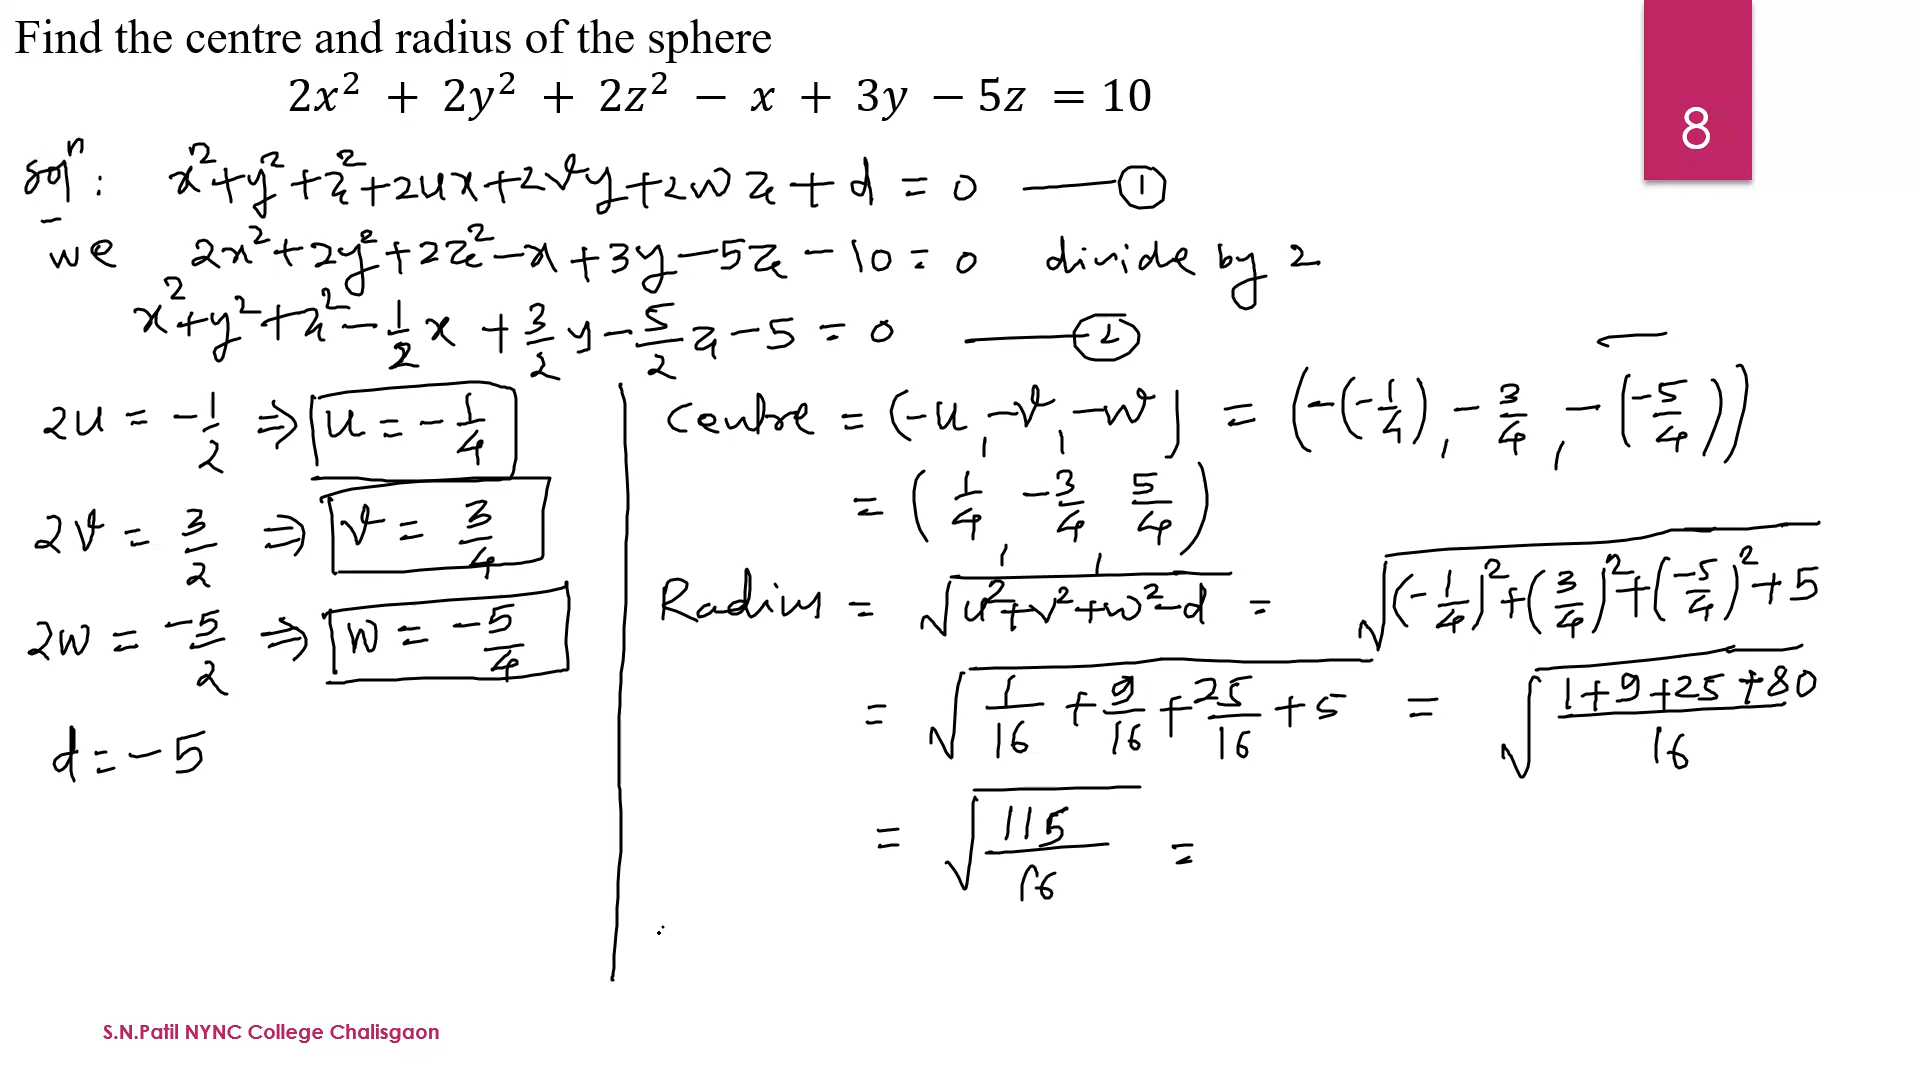 Find the centre and radius of the sphere
2x² + 2y² + 2z² − x + 3y − 5z = 10
8
solⁿ: x²+y²+z²+2ux+2vy+2wz+d = 0 —— ①
we 2x²+2y²+2z²−x+3y−5z−10=0 divide by 2
x²+y²+z²−1/2 x + 3/2 y − 5/2 z − 5 = 0 —— ②
2u = −1/2 ⇒ u = −1/4
2v = 3/2 ⇒ v = 3/4
2w = −5/2 ⇒ w = −5/4
d = −5
Centre = (−u, −v, −w) = (−(−1/4), −3/4, −(−5/4))
= (1/4, −3/4, 5/4)
Radius = √(u²+v²+w²−d) = √((−1/4)²+(3/4)²+(−5/4)²+5)
= √(1/16 + 9/16 + 25/16 + 5) = √((1+9+25+80)/16)
= √(115/16) =
S.N.Patil NYNC College Chalisgaon